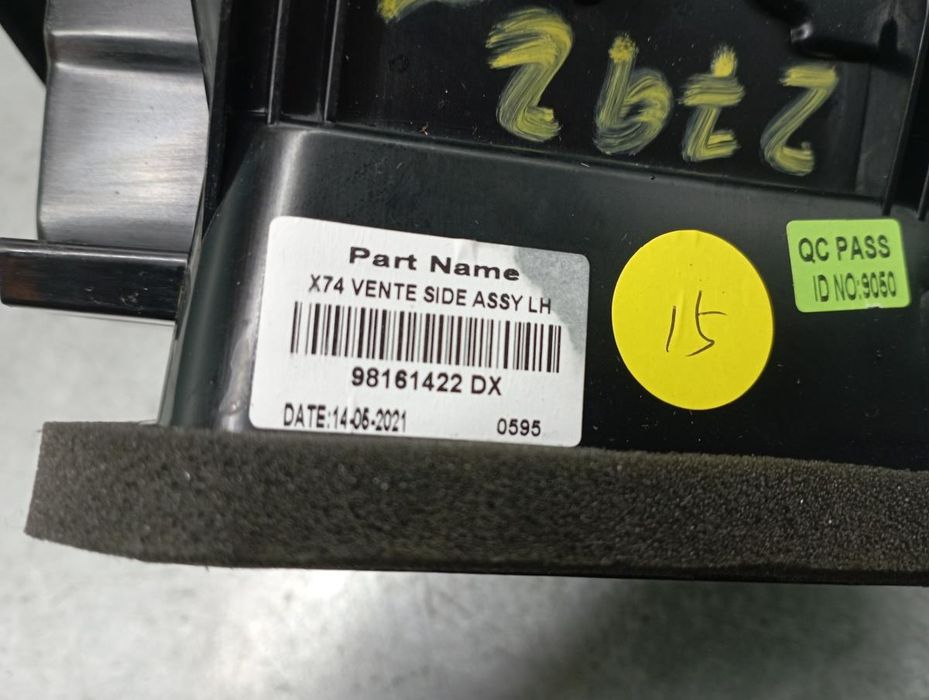 Part Name
X74 VENTE SIDE ASSY LH
98161422 DX
DATE:14-06-2021 0595
15
QC PASS
ID NO:9050